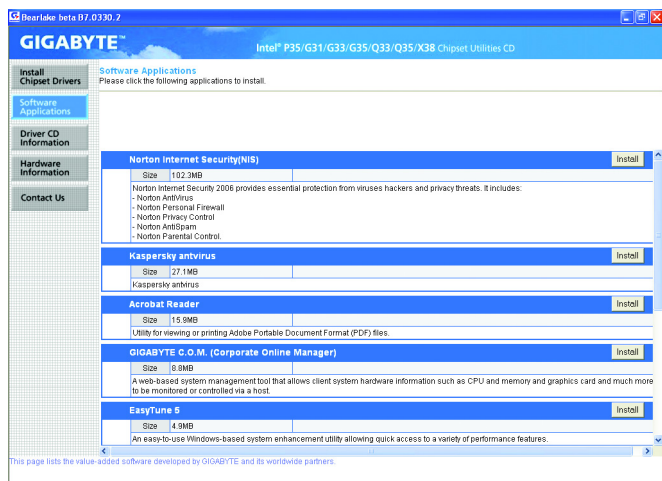 Bearlake beta B7.0330.2
GIGABYTE™
Intel® P35/G31/G33/G35/Q33/Q35/X38 Chipset Utilities CD
Install
Chipset Drivers
Software
Applications
Driver CD
Information
Hardware
Information
Contact Us
Software Applications
Please click the following applications to install.
Norton Internet Security(NIS)
Install
Size 102.3MB
Norton Internet Security 2006 provides essential protection from viruses hackers and privacy threats. It includes:
- Norton AntiVirus
- Norton Personal Firewall
- Norton Privacy Control
- Norton AntiSpam
- Norton Parental Control.
Kaspersky antvirus
Install
Size 27.1MB
Kaspersky antvirus
Acrobat Reader
Install
Size 15.9MB
Utility for viewing or printing Adobe Portable Document Format (PDF) files.
GIGABYTE C.O.M. (Corporate Online Manager)
Install
Size 8.8MB
A web-based system management tool that allows client system hardware information such as CPU and memory and graphics card and much more
to be monitored or controlled via a host.
EasyTune 5
Install
Size 4.9MB
An easy-to-use Windows-based system enhancement utility allowing quick access to a variety of performance features.
This page lists the value-added software developed by GIGABYTE and its worldwide partners.